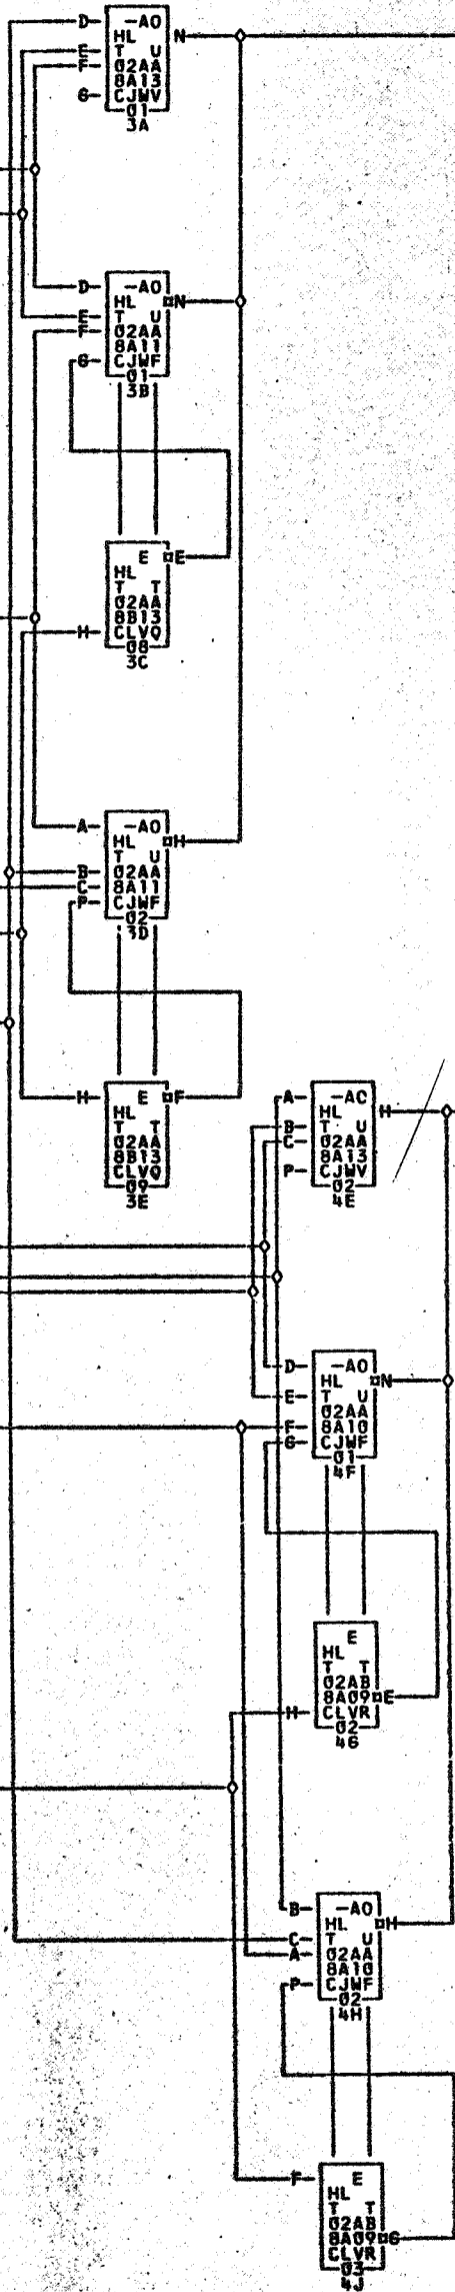 D -AO
HL N
E T U
F 02AA
8A13
G CJWV
01
3A
D -AO
HL N
E T U
F 02AA
8A11
G CJWF
01
3B
E E
HL
T T
02AA
8B13
H CLVQ
08
3C
A -AO
HL H
T U
B 02AA
C 8A11
P CJWF
02
3D
H E F
HL
T T
02AA
8B13
CLVQ
09
3E
A -AO
HL H
B T U
C 02AA
8A13
P CJWV
02
4E
D -AO
HL N
E T U
02AA
F 8A10
G CJWF
01
4F
E
HL
T T
02AB
8A09 E
H CLVR
02
4G
B -AO
HL H
C T U
A 02AA
8A10
P CJWF
02
4H
F E
HL
T T
02AB
8A09 G
CLVR
03
4J